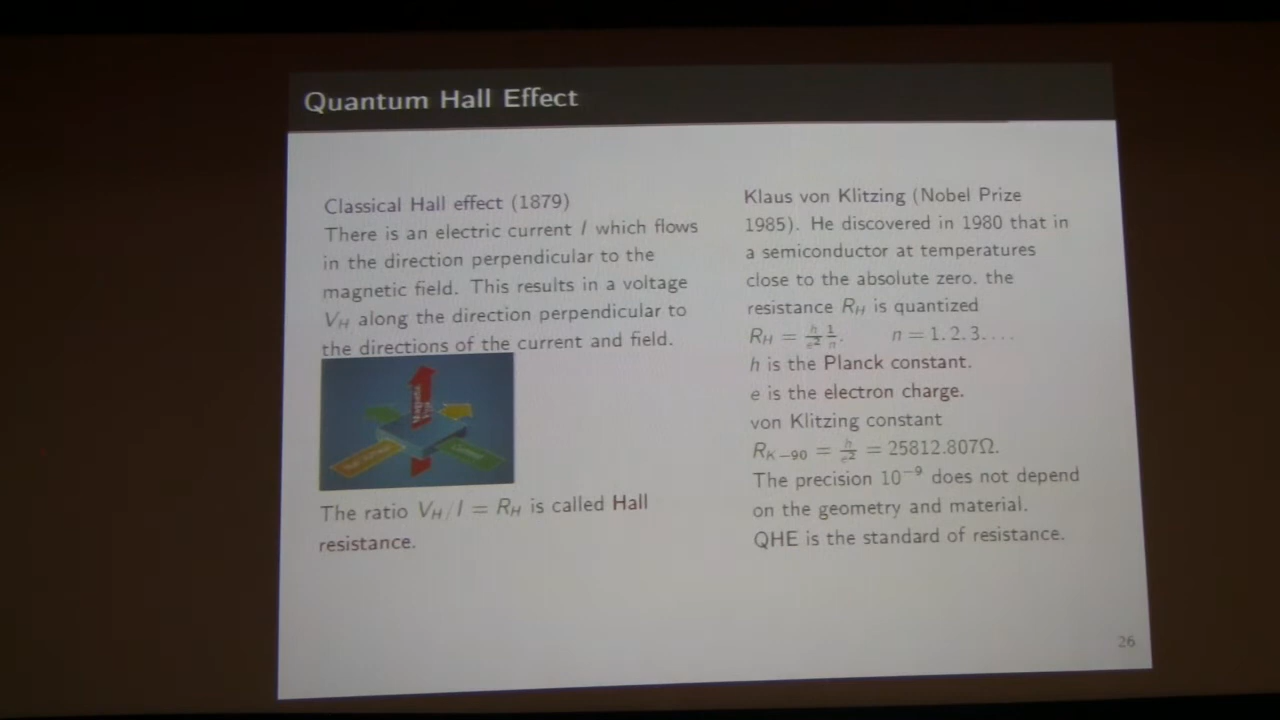 Quantum Hall Effect
Classical Hall effect (1879)
There is an electric current I which flows
in the direction perpendicular to the
magnetic field. This results in a voltage
V_H along the direction perpendicular to
the directions of the current and field.
The ratio V_H/I = R_H is called Hall
resistance.
Klaus von Klitzing (Nobel Prize
1985). He discovered in 1980 that in
a semiconductor at temperatures
close to the absolute zero. the
resistance R_H is quantized
R_H = h/e² 1/n, n = 1, 2, 3, . . .
h is the Planck constant.
e is the electron charge.
von Klitzing constant
R_{K−90} = h/e² = 25812.807Ω.
The precision 10⁻⁹ does not depend
on the geometry and material.
QHE is the standard of resistance.
26